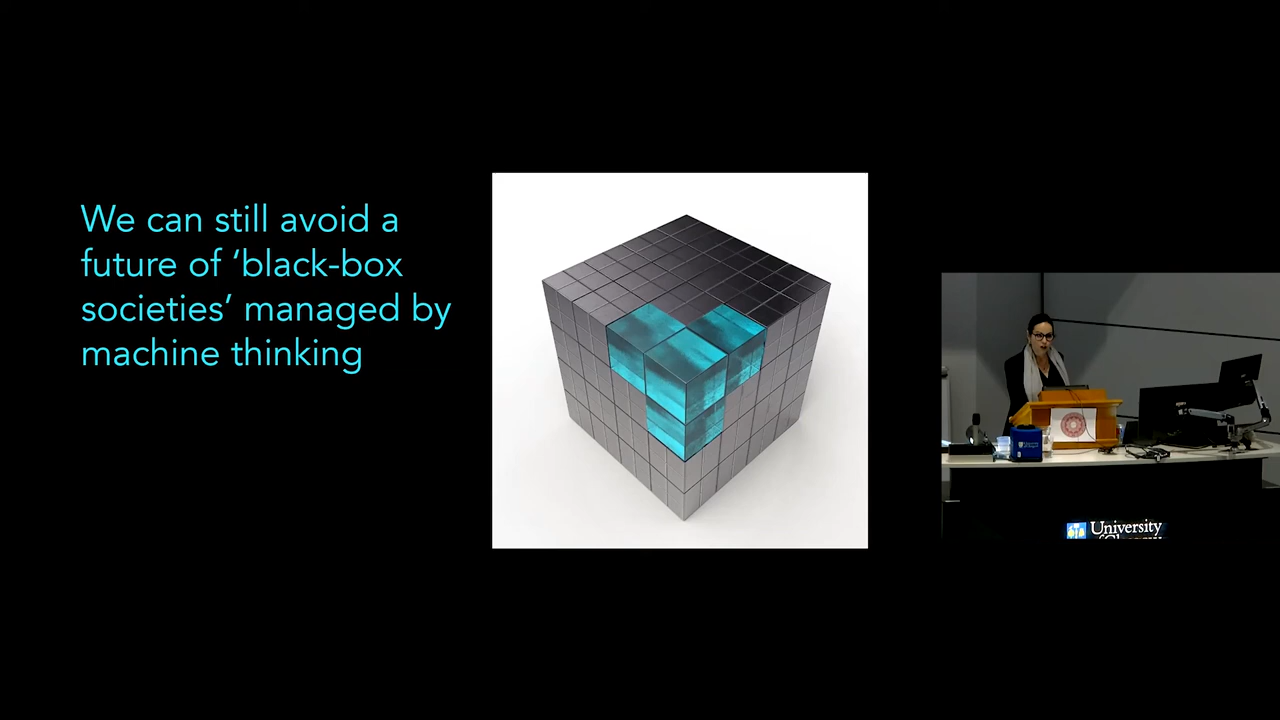 We can still avoid a
future of ‘black-box
societies’ managed by
machine thinking
University